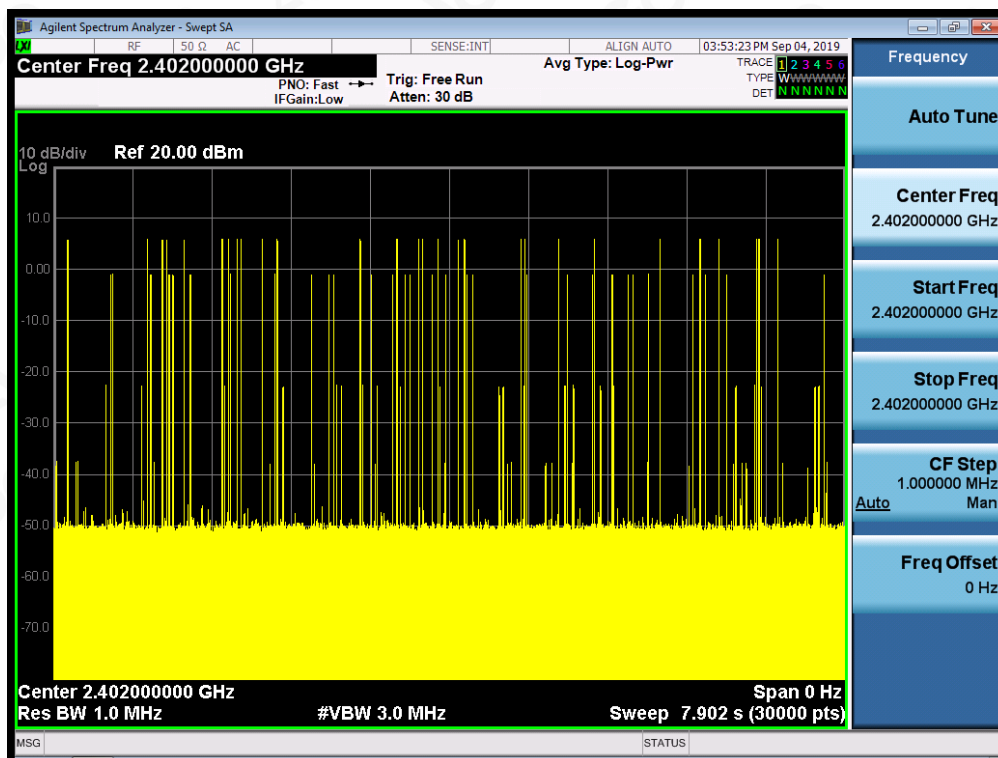 Agilent Spectrum Analyzer - Swept SA
LXI
RF
50 Ω
AC
SENSE:INT
ALIGN AUTO
03:53:23 PM Sep 04, 2019
Center Freq 2.402000000 GHz
Avg Type: Log-Pwr
TRACE 1 2 3 4 5 6
PNO: Fast
Trig: Free Run
TYPE WWWWWW
IFGain:Low
Atten: 30 dB
DET N N N N N N
10 dB/div
Ref 20.00 dBm
Log
10.0
0.00
-10.0
-20.0
-30.0
-40.0
-50.0
-60.0
-70.0
Center 2.402000000 GHz
Span 0 Hz
Res BW 1.0 MHz
#VBW 3.0 MHz
Sweep 7.902 s (30000 pts)
MSG
STATUS
Frequency
Auto Tune
Center Freq
2.402000000 GHz
Start Freq
2.402000000 GHz
Stop Freq
2.402000000 GHz
CF Step
1.000000 MHz
Auto Man
Freq Offset
0 Hz